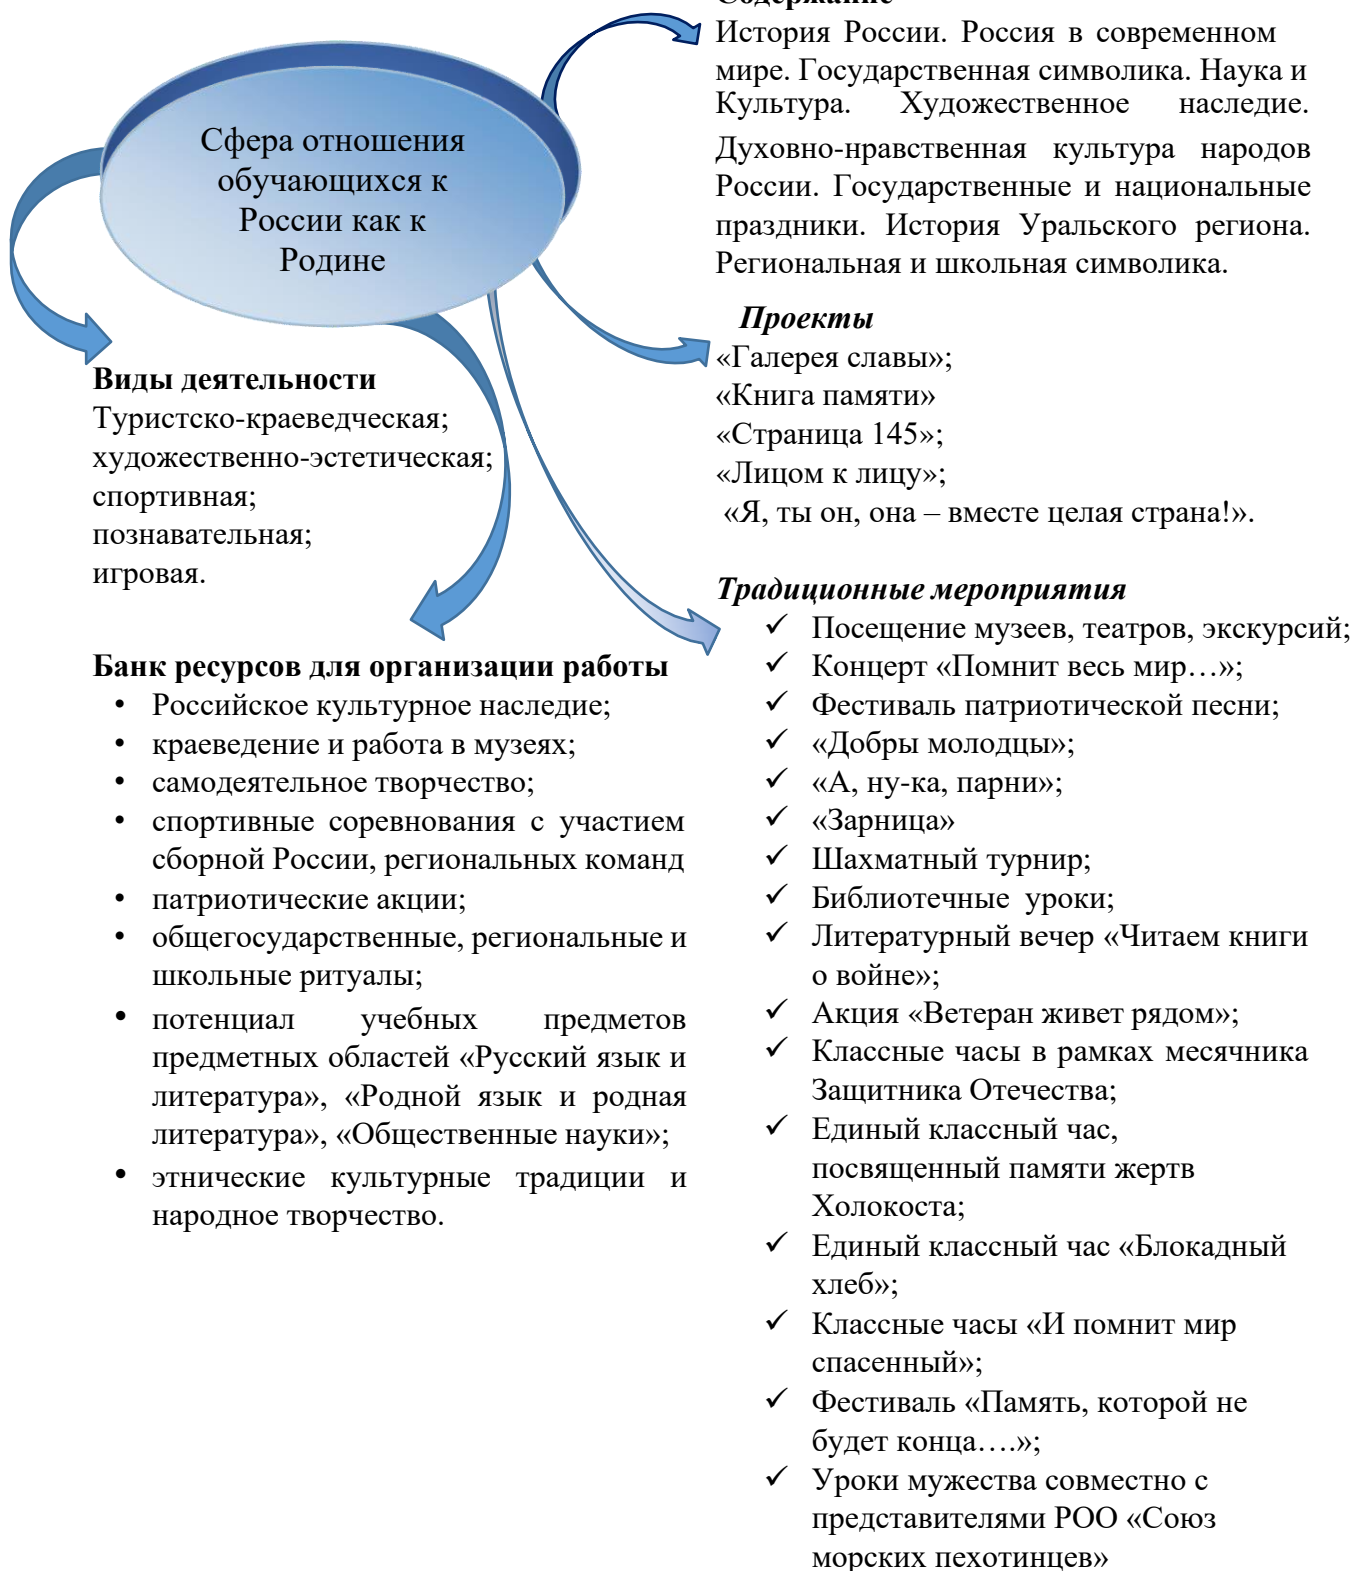 Содержание
История России. Россия в современном
мире. Государственная символика. Наука и
Культура. Художественное наследие.
Духовно-нравственная культура народов
России. Государственные и национальные
праздники. История Уральского региона.
Региональная и школьная символика.
Сфера отношения
обучающихся к
России как к
Родине
Проекты
«Галерея славы»;
«Книга памяти»
«Страница 145»;
«Лицом к лицу»;
«Я, ты он, она – вместе целая страна!».
Виды деятельности
Туристско-краеведческая;
художественно-эстетическая;
спортивная;
познавательная;
игровая.
Банк ресурсов для организации работы
• Российское культурное наследие;
• краеведение и работа в музеях;
• самодеятельное творчество;
• спортивные соревнования с участием
сборной России, региональных команд
• патриотические акции;
• общегосударственные, региональные и
школьные ритуалы;
• потенциал учебных предметов
предметных областей «Русский язык и
литература», «Родной язык и родная
литература», «Общественные науки»;
• этнические культурные традиции и
народное творчество.
Традиционные мероприятия
✓ Посещение музеев, театров, экскурсий;
✓ Концерт «Помнит весь мир…»;
✓ Фестиваль патриотической песни;
✓ «Добры молодцы»;
✓ «А, ну-ка, парни»;
✓ «Зарница»
✓ Шахматный турнир;
✓ Библиотечные уроки;
✓ Литературный вечер «Читаем книги
о войне»;
✓ Акция «Ветеран живет рядом»;
✓ Классные часы в рамках месячника
Защитника Отечества;
✓ Единый классный час,
посвященный памяти жертв
Холокоста;
✓ Единый классный час «Блокадный
хлеб»;
✓ Классные часы «И помнит мир
спасенный»;
✓ Фестиваль «Память, которой не
будет конца….»;
✓ Уроки мужества совместно с
представителями РОО «Союз
морских пехотинцев»